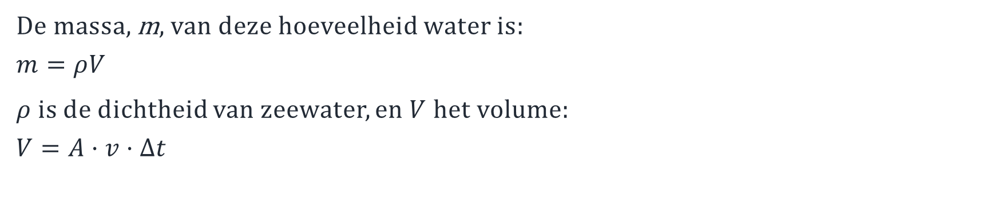 De massa, m, van deze hoeveelheid water is:
m = ρV
ρ is de dichtheid van zeewater, en V het volume:
V = A · v · Δt